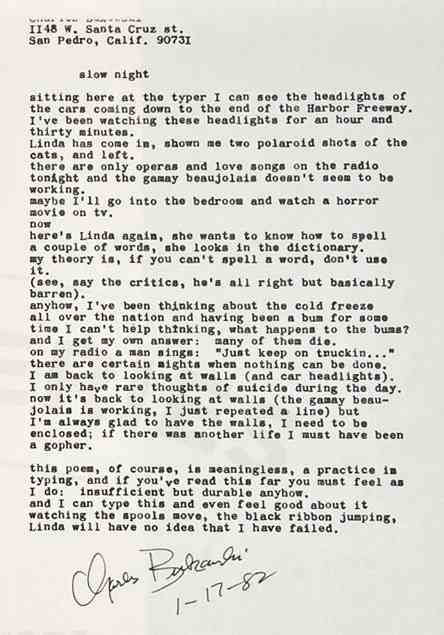 Charles Bukowski
1148 W. Santa Cruz st.
San Pedro, Calif. 90731
slow night
sitting here at the typer I can see the headlights of
the cars coming down to the end of the Harbor Freeway.
I've been watching these headlights for an hour and
thirty minutes.
Linda has come in, shown me two polaroid shots of the
cats, and left.
there are only operas and love songs on the radio
tonight and the gamay beaujolais doesn't seem to be
working.
maybe I'll go into the bedroom and watch a horror
movie on tv.
now
here's Linda again, she wants to know how to spell
a couple of words, she looks in the dictionary.
my theory is, if you can't spell a word, don't use
it.
(see, say the critics, he's all right but basically
barren).
anyhow, I've been thinking about the cold freeze
all over the nation and having been a bum for some
time I can't help thinking, what happens to the bums?
and I get my own answer: many of them die.
on my radio a man sings: "Just keep on truckin..."
there are certain nights when nothing can be done.
I am back to looking at walls (and car headlights).
I only have rare thoughts of suicide during the day.
now it's back to looking at walls (the gamay beau-
jolais is working, I just repeated a line) but
I'm always glad to have the walls, I need to be
enclosed; if there was another life I must have been
a gopher.
this poem, of course, is meaningless, a practice in
typing, and if you've read this far you must feel as
I do: insufficient but durable anyhow.
and I can type this and even feel good about it
watching the spools move, the black ribbon jumping,
Linda will have no idea that I have failed.
Charles Bukowski
1-17-82